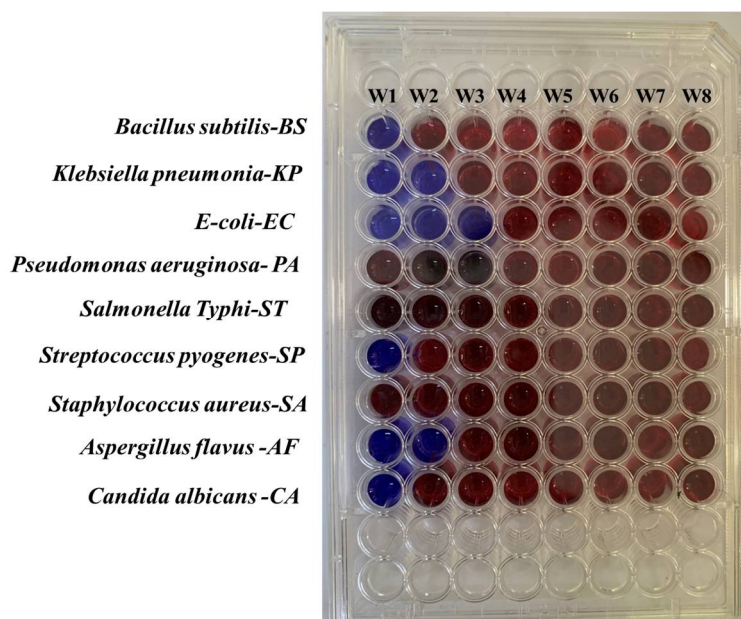 W1 W2 W3 W4 W5 W6 W7 W8
Bacillus subtilis-BS
Klebsiella pneumonia-KP
E-coli-EC
Pseudomonas aeruginosa- PA
Salmonella Typhi-ST
Streptococcus pyogenes-SP
Staphylococcus aureus-SA
Aspergillus flavus -AF
Candida albicans -CA